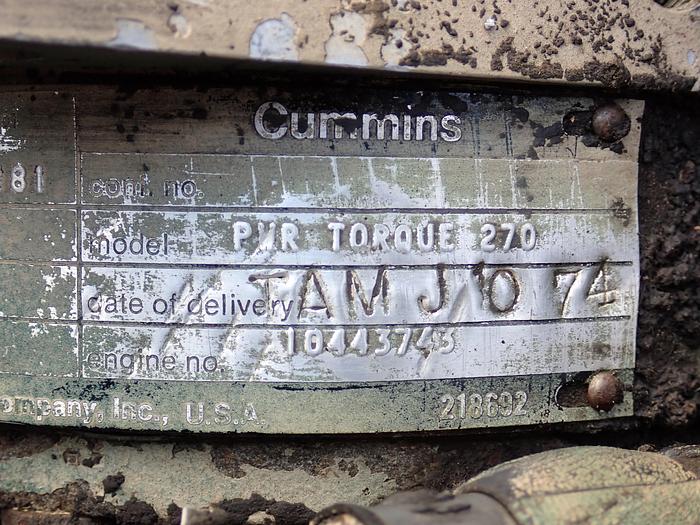 Cummins
81 cont. no.
model PWR TORQUE 270
date of delivery TAM J 10 74
engine no. 10443743
ompany, Inc., U.S.A. 218692